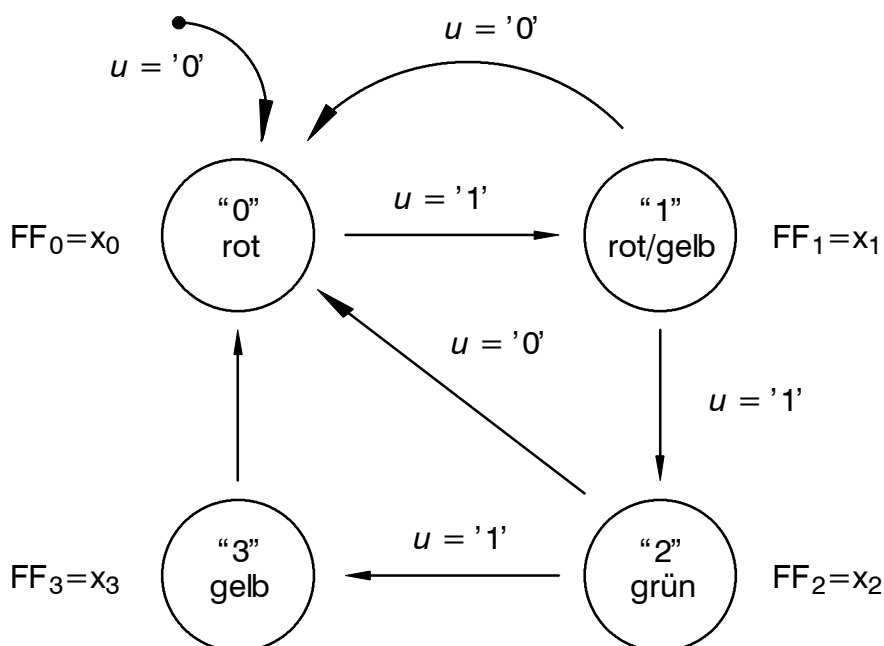 u = '0'
u = '0'
“0”
rot
FF0=x0
u = '1'
“1”
rot/gelb
FF1=x1
u = '0'
u = '1'
“3”
gelb
FF3=x3
u = '1'
“2”
grün
FF2=x2